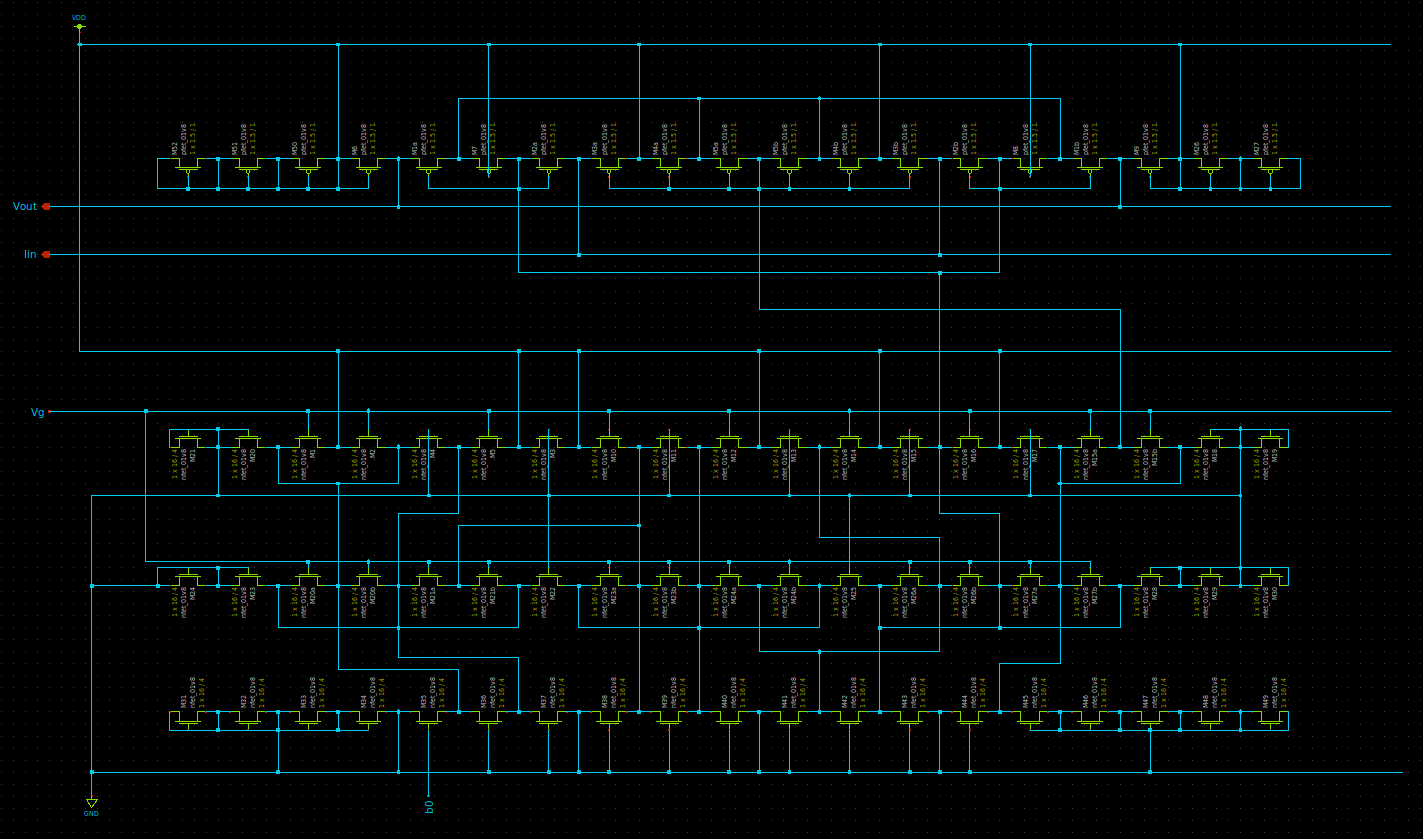 VDD
M52
pfet_01v8
1 x 1.5 / 1
M51
pfet_01v8
1 x 1.5 / 1
M50
pfet_01v8
1 x 1.5 / 1
M6
pfet_01v8
1 x 1.5 / 1
M1a
pfet_01v8
1 x 1.5 / 1
M7
pfet_01v8
1 x 1.5 / 1
M2a
pfet_01v8
1 x 1.5 / 1
M3a
pfet_01v8
1 x 1.5 / 1
M4a
pfet_01v8
1 x 1.5 / 1
M5a
pfet_01v8
1 x 1.5 / 1
M5b
pfet_01v8
1 x 1.5 / 1
M4b
pfet_01v8
1 x 1.5 / 1
M3b
pfet_01v8
1 x 1.5 / 1
M2b
pfet_01v8
1 x 1.5 / 1
M8
pfet_01v8
1 x 1.5 / 1
M1b
pfet_01v8
1 x 1.5 / 1
M9
pfet_01v8
1 x 1.5 / 1
M26
pfet_01v8
1 x 1.5 / 1
M27
pfet_01v8
1 x 1.5 / 1
Vout
Iin
Vg
1 x 16 / 4
nfet_01v8
M21
1 x 16 / 4
nfet_01v8
M20
1 x 16 / 4
nfet_01v8
M1
1 x 16 / 4
nfet_01v8
M2
1 x 16 / 4
nfet_01v8
M4
1 x 16 / 4
nfet_01v8
M5
1 x 16 / 4
nfet_01v8
M3
1 x 16 / 4
nfet_01v8
M10
1 x 16 / 4
nfet_01v8
M11
1 x 16 / 4
nfet_01v8
M12
1 x 16 / 4
nfet_01v8
M13
1 x 16 / 4
nfet_01v8
M14
1 x 16 / 4
nfet_01v8
M15
1 x 16 / 4
nfet_01v8
M16
1 x 16 / 4
nfet_01v8
M17
1 x 16 / 4
nfet_01v8
M15a
1 x 16 / 4
nfet_01v8
M15b
1 x 16 / 4
nfet_01v8
M18
1 x 16 / 4
nfet_01v8
M19
1 x 16 / 4
nfet_01v8
M24
1 x 16 / 4
nfet_01v8
M23
1 x 16 / 4
nfet_01v8
M20a
1 x 16 / 4
nfet_01v8
M20b
1 x 16 / 4
nfet_01v8
M21a
1 x 16 / 4
nfet_01v8
M21b
1 x 16 / 4
nfet_01v8
M22
1 x 16 / 4
nfet_01v8
M23a
1 x 16 / 4
nfet_01v8
M23b
1 x 16 / 4
nfet_01v8
M24a
1 x 16 / 4
nfet_01v8
M24b
1 x 16 / 4
nfet_01v8
M25
1 x 16 / 4
nfet_01v8
M26a
1 x 16 / 4
nfet_01v8
M26b
1 x 16 / 4
nfet_01v8
M27a
1 x 16 / 4
nfet_01v8
M27b
1 x 16 / 4
nfet_01v8
M28
1 x 16 / 4
nfet_01v8
M29
1 x 16 / 4
nfet_01v8
M30
M31
nfet_01v8
1 x 16 / 4
M32
nfet_01v8
1 x 16 / 4
M33
nfet_01v8
1 x 16 / 4
M34
nfet_01v8
1 x 16 / 4
M35
nfet_01v8
1 x 16 / 4
M36
nfet_01v8
1 x 16 / 4
M37
nfet_01v8
1 x 16 / 4
M38
nfet_01v8
1 x 16 / 4
M39
nfet_01v8
1 x 16 / 4
M40
nfet_01v8
1 x 16 / 4
M41
nfet_01v8
1 x 16 / 4
M42
nfet_01v8
1 x 16 / 4
M43
nfet_01v8
1 x 16 / 4
M44
nfet_01v8
1 x 16 / 4
M45
nfet_01v8
1 x 16 / 4
M46
nfet_01v8
1 x 16 / 4
M47
nfet_01v8
1 x 16 / 4
M48
nfet_01v8
1 x 16 / 4
M49
nfet_01v8
1 x 16 / 4
b0
GND